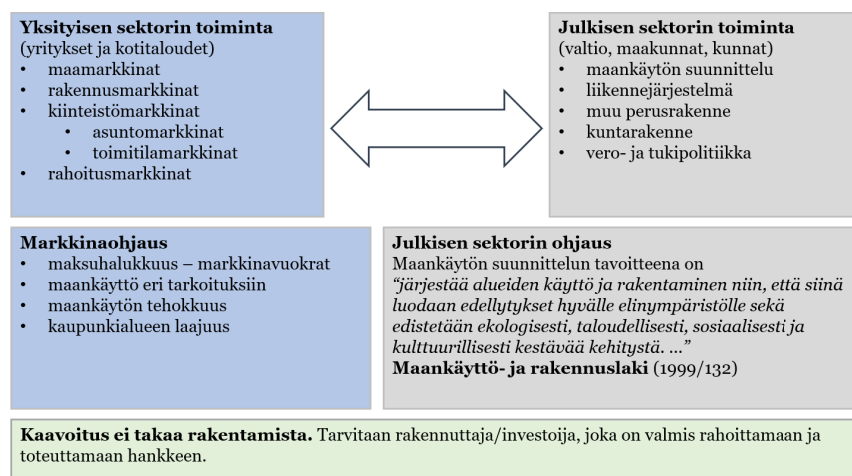 Yksityisen sektorin toiminta
(yritykset ja kotitaloudet)
• maamarkkinat
• rakennusmarkkinat
• kiinteistömarkkinat
• asuntomarkkinat
• toimitilamarkkinat
• rahoitusmarkkinat
Julkisen sektorin toiminta
(valtio, maakunnat, kunnat)
• maankäytön suunnittelu
• liikennejärjestelmä
• muu perusrakenne
• kuntarakenne
• vero- ja tukipolitiikka
Markkinaohjaus
• maksuhalukkuus – markkinavuokrat
• maankäyttö eri tarkoituksiin
• maankäytön tehokkuus
• kaupunkialueen laajuus
Julkisen sektorin ohjaus
Maankäytön suunnittelun tavoitteena on
“järjestää alueiden käyttö ja rakentaminen niin, että siinä
luodaan edellytykset hyvälle elinympäristölle sekä
edistetään ekologisesti, taloudellisesti, sosiaalisesti ja
kulttuurillisesti kestävää kehitystä. …”
Maankäyttö- ja rakennuslaki (1999/132)
Kaavoitus ei takaa rakentamista. Tarvitaan rakennuttaja/investoija, joka on valmis rahoittamaan ja
toteuttamaan hankkeen.